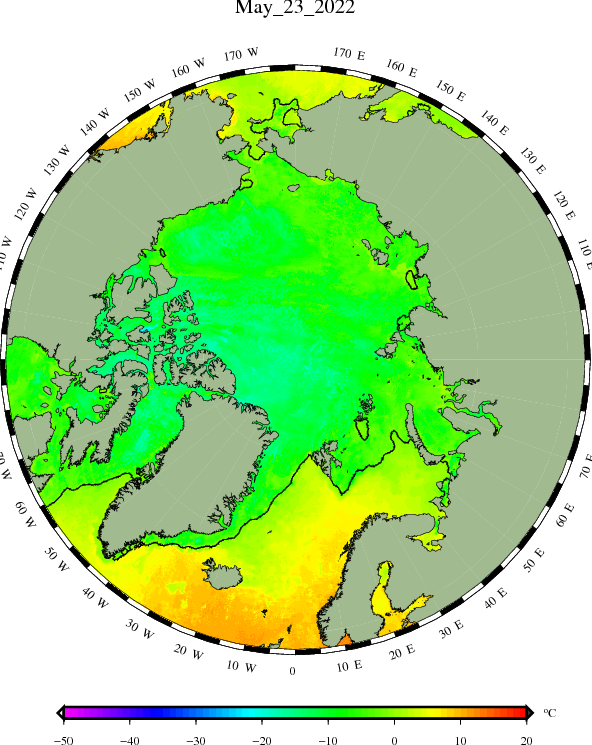 May_23_2022
170 W
170 E
160 W
160 E
150 W
150 E
140 W
140 E
130 W
130 E
120 W
120 E
110 E
70 E
60 W
60 E
50 W
50 E
40 W
40 E
30 W
30 E
20 W
20 E
10 W
10 E
0
°C
−50 −40 −30 −20 −10 0 10 20